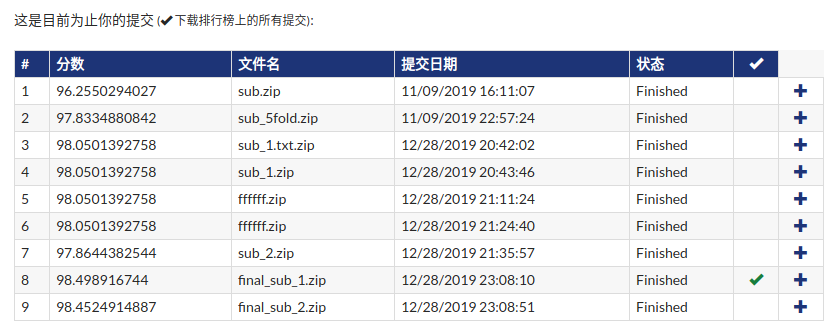 这是目前为止你的提交 (✔下载排行榜上的所有提交):
# 分数 文件名 提交日期 状态 ✔
1 96.2550294027 sub.zip 11/09/2019 16:11:07 Finished +
2 97.8334880842 sub_5fold.zip 11/09/2019 22:57:24 Finished +
3 98.0501392758 sub_1.txt.zip 12/28/2019 20:42:02 Finished +
4 98.0501392758 sub_1.zip 12/28/2019 20:43:46 Finished +
5 98.0501392758 ffffff.zip 12/28/2019 21:11:24 Finished +
6 98.0501392758 ffffff.zip 12/28/2019 21:24:40 Finished +
7 97.8644382544 sub_2.zip 12/28/2019 21:35:57 Finished +
8 98.498916744 final_sub_1.zip 12/28/2019 23:08:10 Finished ✔ +
9 98.4524914887 final_sub_2.zip 12/28/2019 23:08:51 Finished +